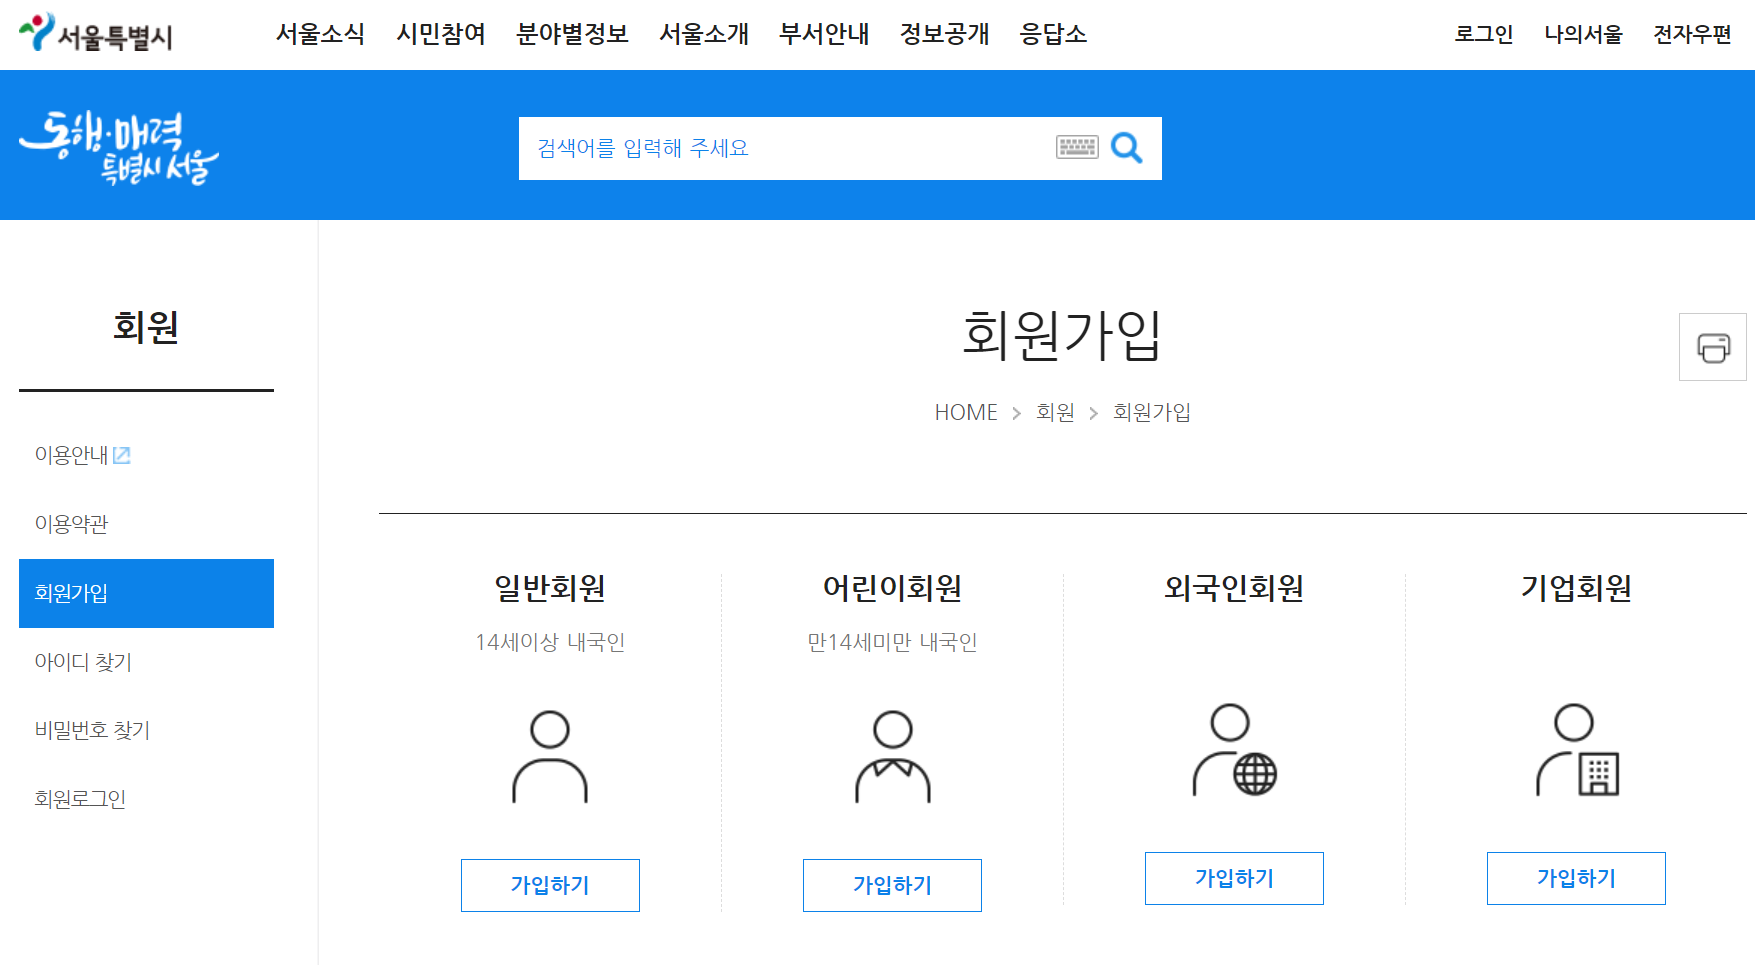 서울특별시
서울소식 시민참여 분야별정보 서울소개 부서안내 정보공개 응답소
로그인 나의서울 전자우편
동행·매력
특별시 서울
검색어를 입력해 주세요
회원
이용안내
이용약관
회원가입
아이디 찾기
비밀번호 찾기
회원로그인
회원가입
HOME > 회원 > 회원가입
일반회원 어린이회원 외국인회원 기업회원
14세이상 내국인 만14세미만 내국인
가입하기 가입하기 가입하기 가입하기